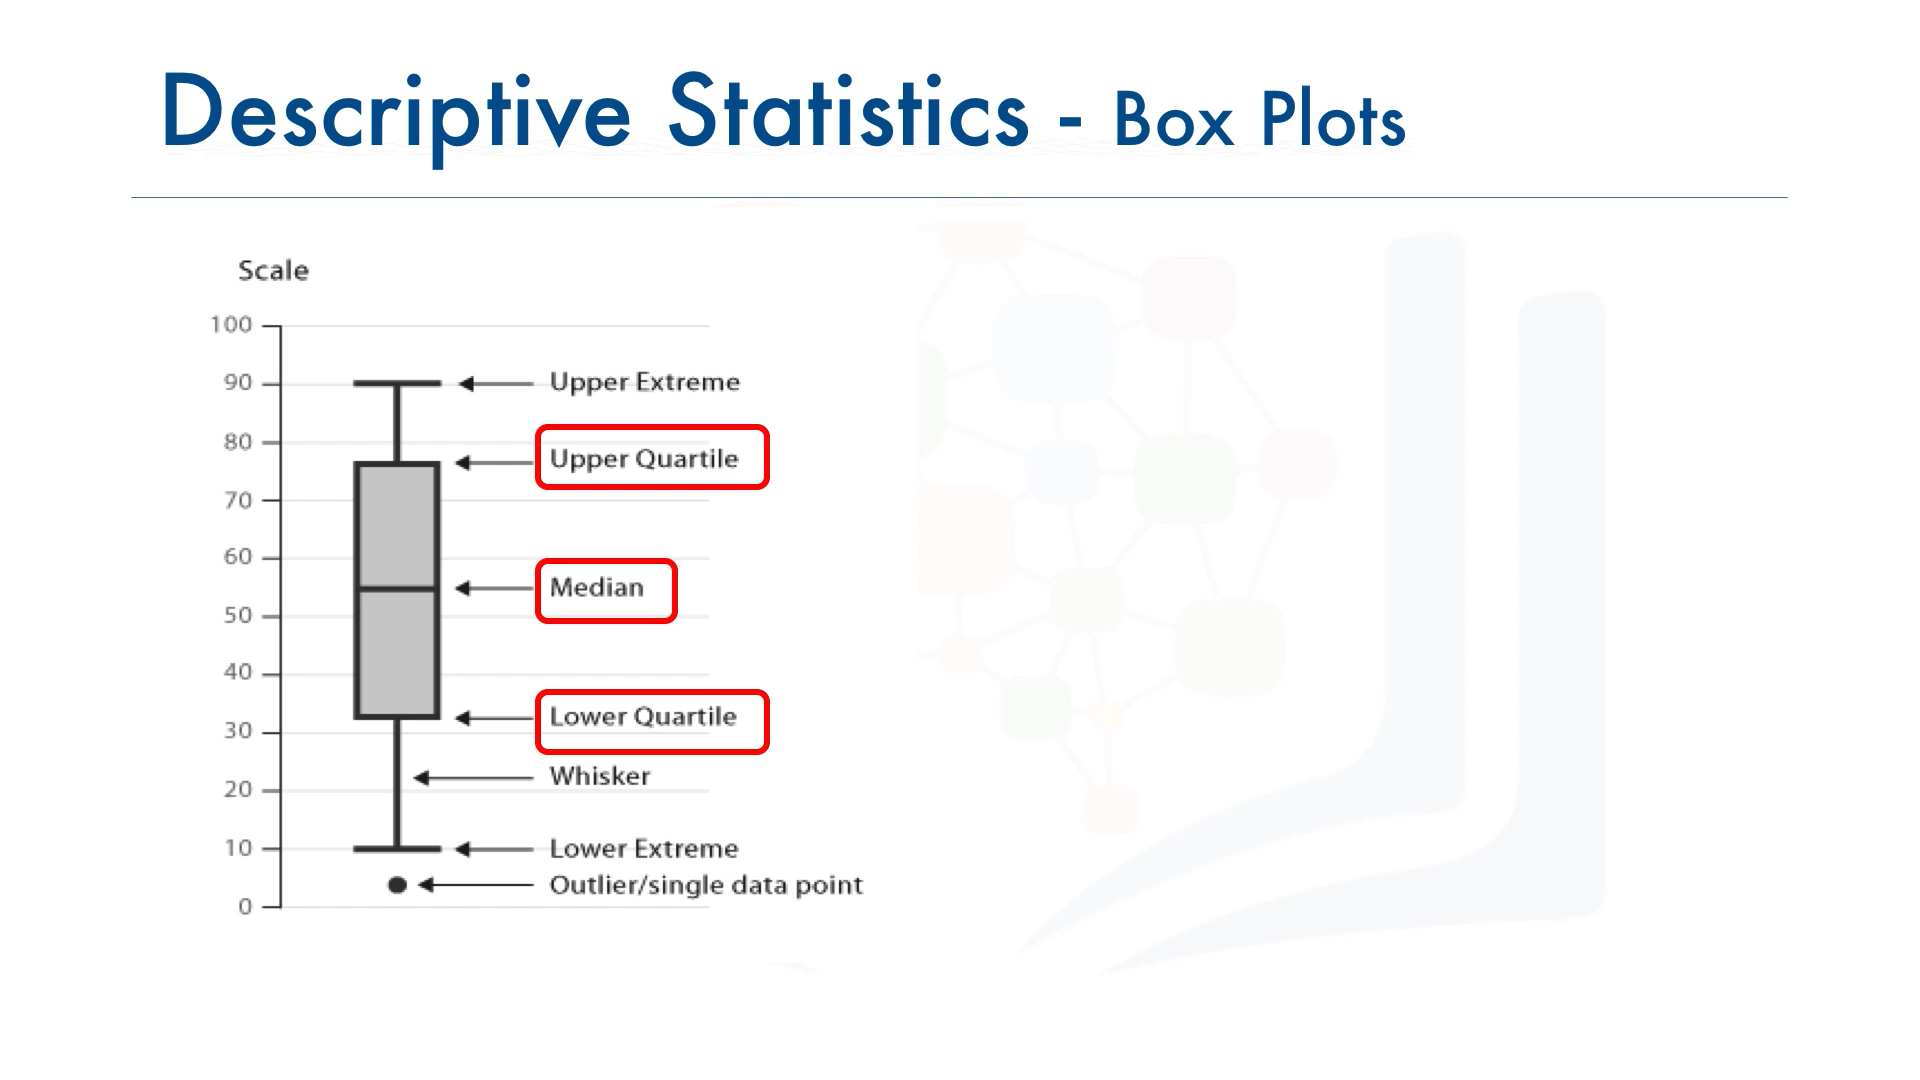 Descriptive Statistics - Box Plots
Scale
100
90
Upper Extreme
80
Upper Quartile
70
60
Median
50
40
Lower Quartile
30
Whisker
20
10
Lower Extreme
Outlier/single data point
0